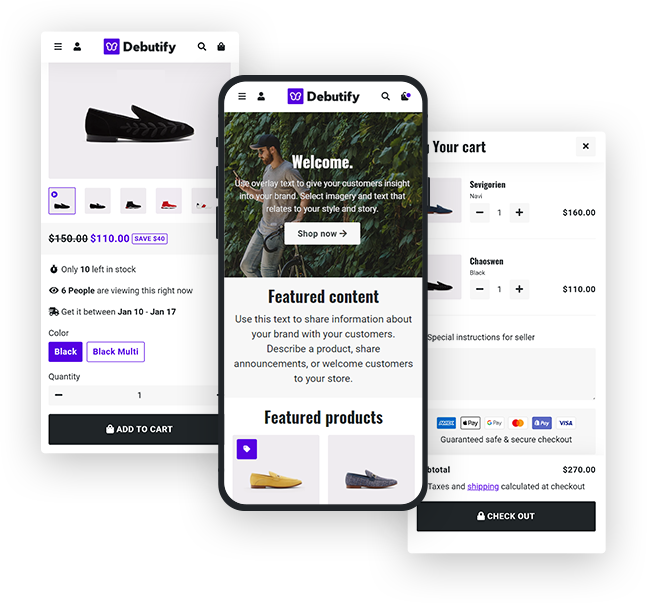 Debutify
$150.00 $110.00 SAVE $40
Only 10 left in stock
6 People are viewing this right now
Get it between Jan 10 - Jan 17
Color
Black Black Multi
Quantity
1
ADD TO CART
Debutify
Welcome.
Use overlay text to give your customers insight
into your brand. Select imagery and text that
relates to your style and story.
Shop now
Featured content
Use this text to share information about
your brand with your customers.
Describe a product, share
announcements, or welcome customers
to your store.
Featured products
Your cart
Sevigorien
Navi
1
$160.00
Chaoswen
Black
1
$110.00
Special instructions for seller
Pay G Pay Pay VISA
Guaranteed safe & secure checkout
btotal $270.00
Taxes and shipping calculated at checkout
CHECK OUT